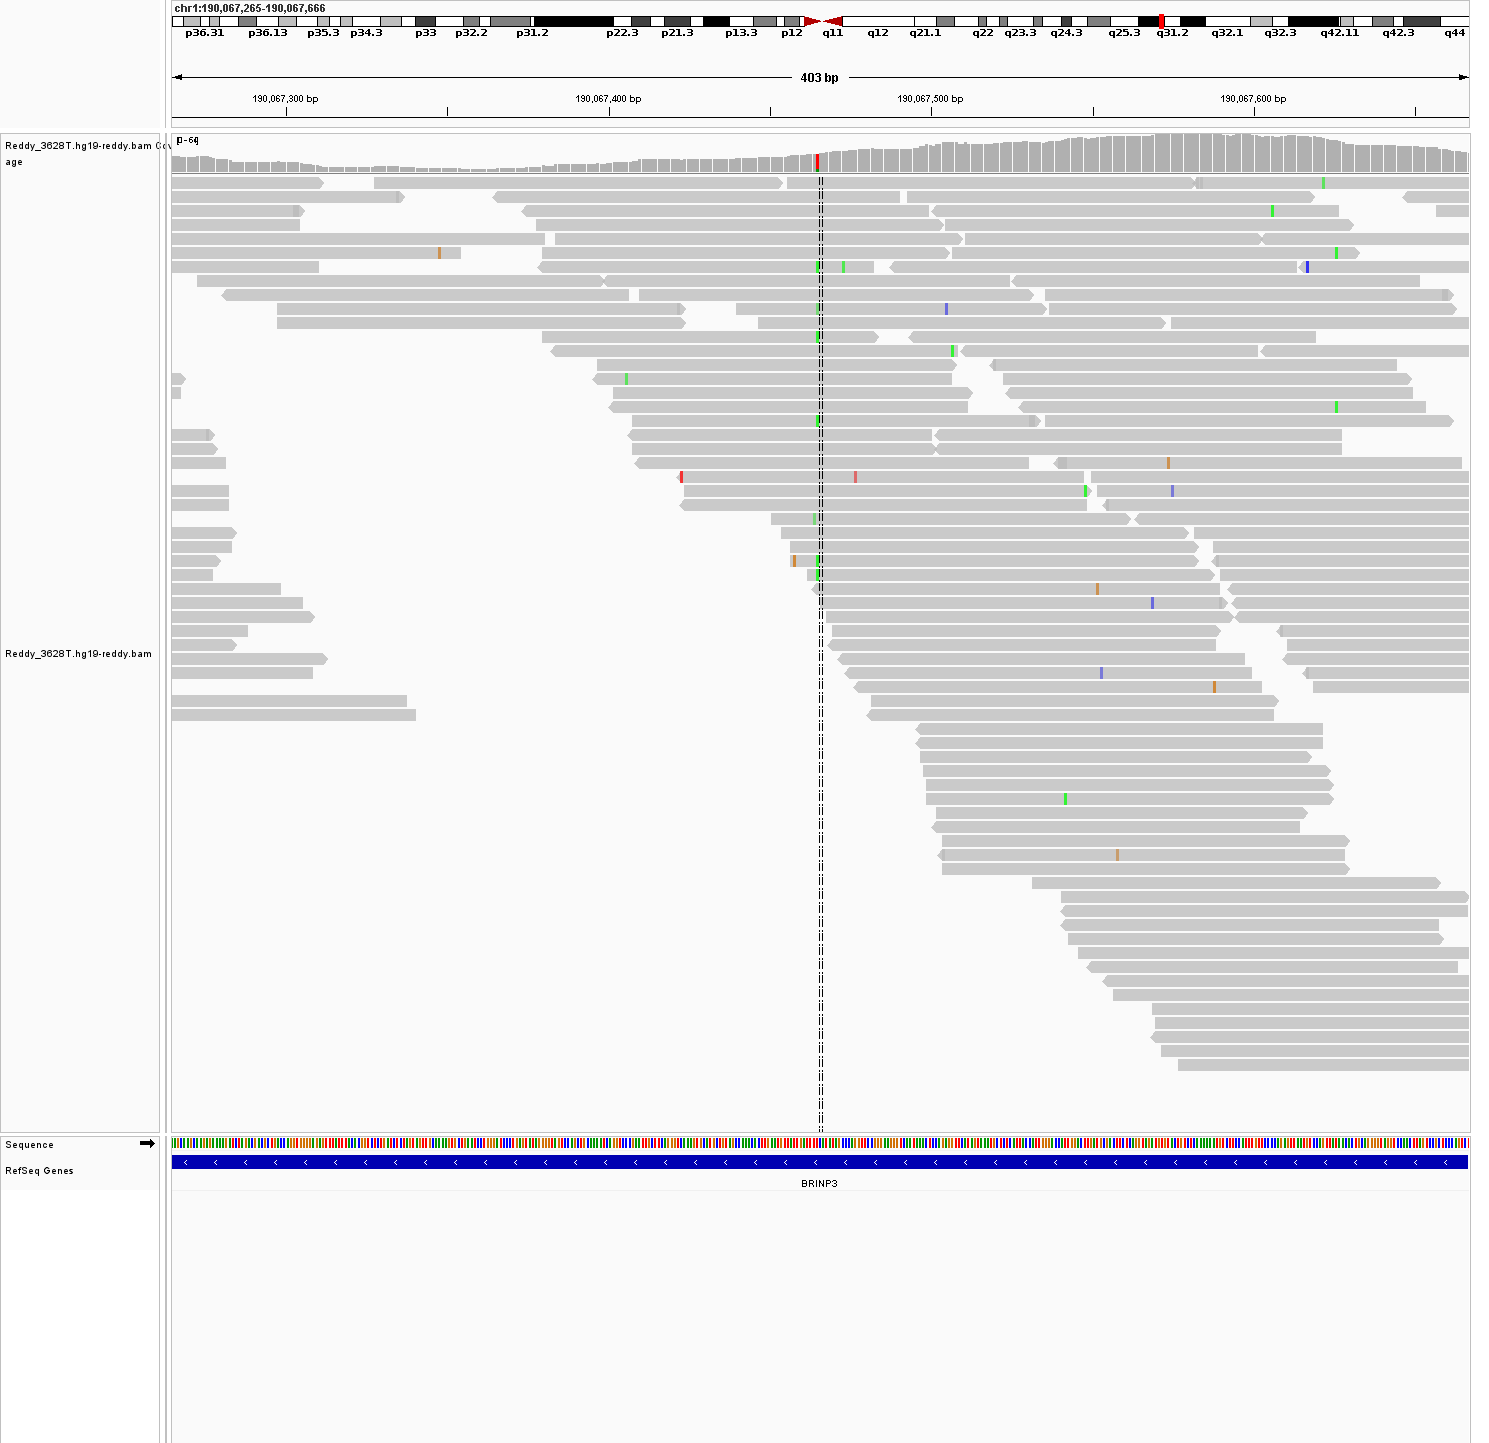 chr1:190,067,265-190,067,666
p36.31 p36.13 p35.3 p34.3 p33 p32.2 p31.2 p22.3 p21.3 p13.3 p12 q11 q12 q21.1 q22 q23.3 q24.3 q25.3 q31.2 q32.1 q32.3 q42.11 q42.3 q44
403 bp
190,067,300 bp 190,067,400 bp 190,067,500 bp 190,067,600 bp
[0-64]
Reddy_3628T.hg19-reddy.bam Cov
age
Reddy_3628T.hg19-reddy.bam
Sequence
RefSeq Genes
BRINP3